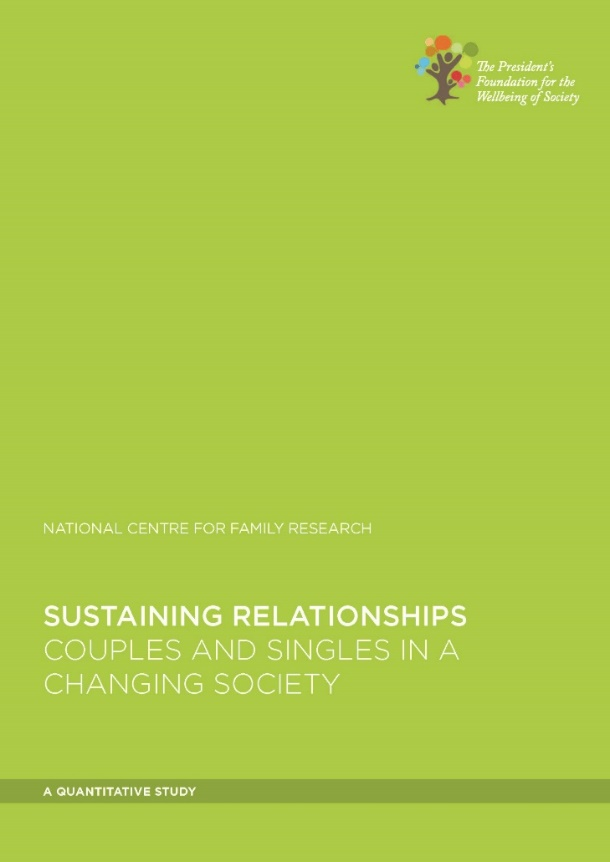 The President's
Foundation for the
Wellbeing of Society
NATIONAL CENTRE FOR FAMILY RESEARCH
SUSTAINING RELATIONSHIPS
COUPLES AND SINGLES IN A
CHANGING SOCIETY
A QUANTITATIVE STUDY